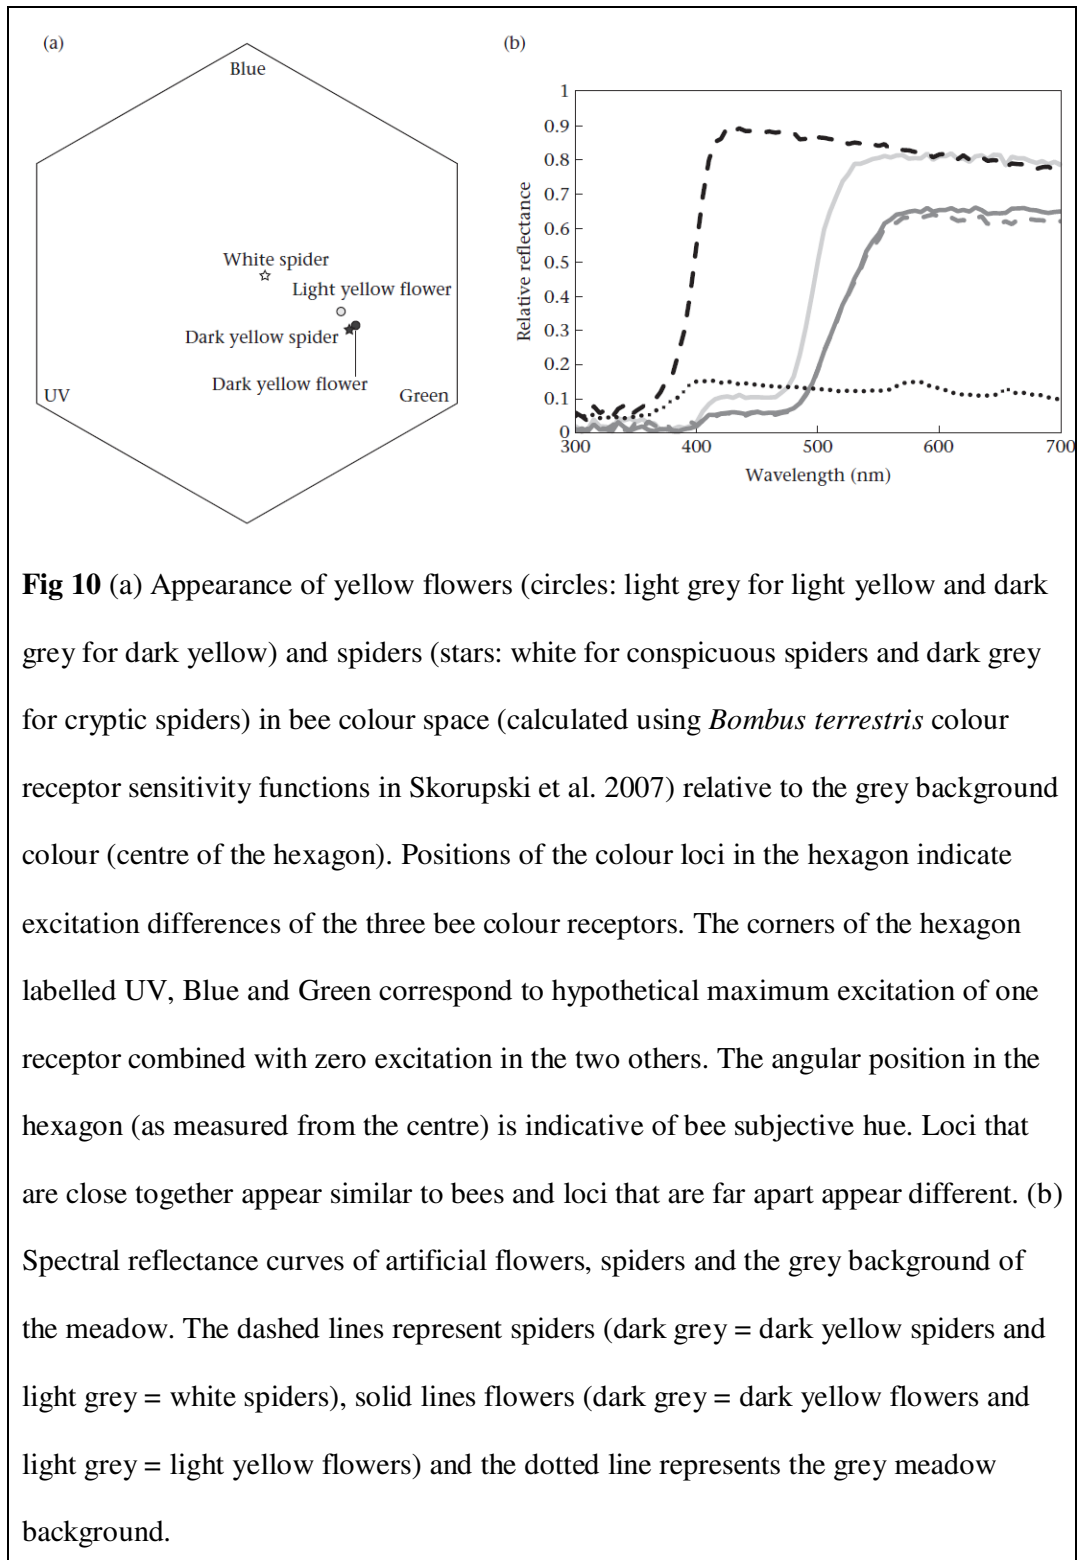 (a)
Blue
White spider
Light yellow flower
Dark yellow spider
Dark yellow flower
UV
Green
(b)
1
0.9
0.8
0.7
0.6
0.5
0.4
0.3
0.2
0.1
0
Relative reflectance
300
400
500
600
700
Wavelength (nm)
Fig 10 (a) Appearance of yellow flowers (circles: light grey for light yellow and dark
grey for dark yellow) and spiders (stars: white for conspicuous spiders and dark grey
for cryptic spiders) in bee colour space (calculated using Bombus terrestris colour
receptor sensitivity functions in Skorupski et al. 2007) relative to the grey background
colour (centre of the hexagon). Positions of the colour loci in the hexagon indicate
excitation differences of the three bee colour receptors. The corners of the hexagon
labelled UV, Blue and Green correspond to hypothetical maximum excitation of one
receptor combined with zero excitation in the two others. The angular position in the
hexagon (as measured from the centre) is indicative of bee subjective hue. Loci that
are close together appear similar to bees and loci that are far apart appear different. (b)
Spectral reflectance curves of artificial flowers, spiders and the grey background of
the meadow. The dashed lines represent spiders (dark grey = dark yellow spiders and
light grey = white spiders), solid lines flowers (dark grey = dark yellow flowers and
light grey = light yellow flowers) and the dotted line represents the grey meadow
background.